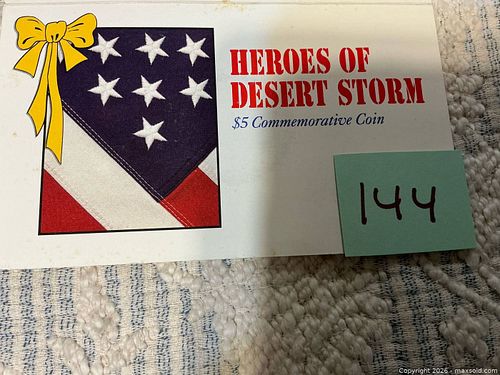 HEROES OF
DESERT STORM
$5 Commemorative Coin
144
Copyright 2026 - maxsold.com